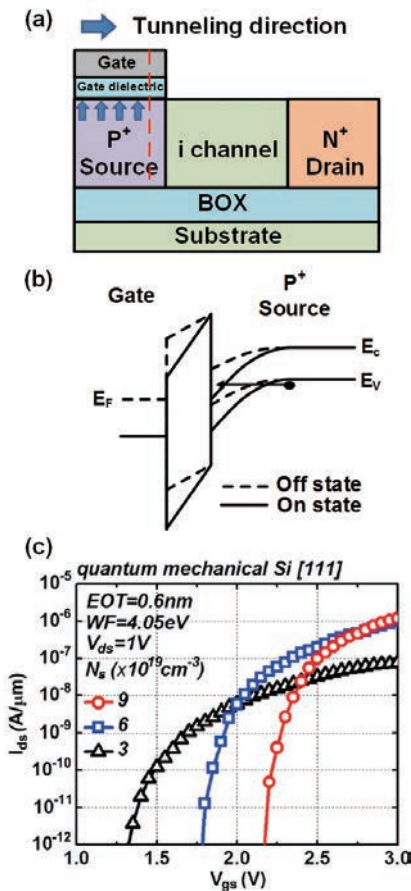 (a)
Tunneling direction
Gate
Gate dielectric
P+
Source
i channel
N+
Drain
BOX
Substrate
(b)
Gate
P+
Source
Ec
EF
EV
Off state
On state
(c)
quantum mechanical Si [111]
EOT=0.6nm
WF=4.05eV
Vds=1V
Ns (×10^19cm^-3)
9
6
3
10^-5
10^-6
10^-7
10^-8
10^-9
10^-10
10^-11
10^-12
Ids (A/μm)
1.0 1.5 2.0 2.5 3.0
Vgs (V)